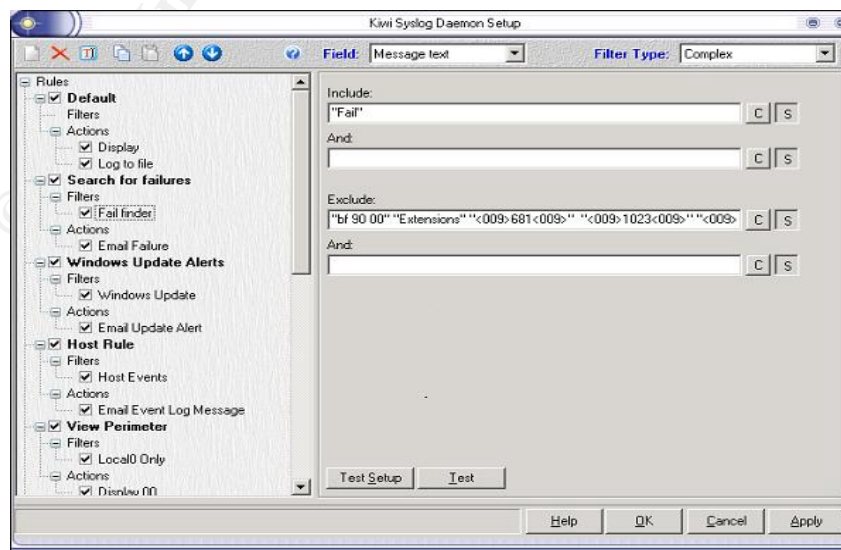 Kiwi Syslog Daemon Setup
Field: Message text Filter Type: Complex
Rules
Default
Filters
Actions
Display
Log to file
Search for failures
Filters
Fail finder
Actions
Email Failure
Windows Update Alerts
Filters
Windows Update
Actions
Email Update Alert
Host Rule
Filters
Host Events
Actions
Email Event Log Message
View Perimeter
Filters
Local0 Only
Actions
Display 00
Include:
"Fail" C S
And:
C S
Exclude:
"bf 90 00" "Extensions" "<009>681<009>" "<009>1023<009>" "<009> C S
And:
C S
Test Setup Test
Help OK Cancel Apply